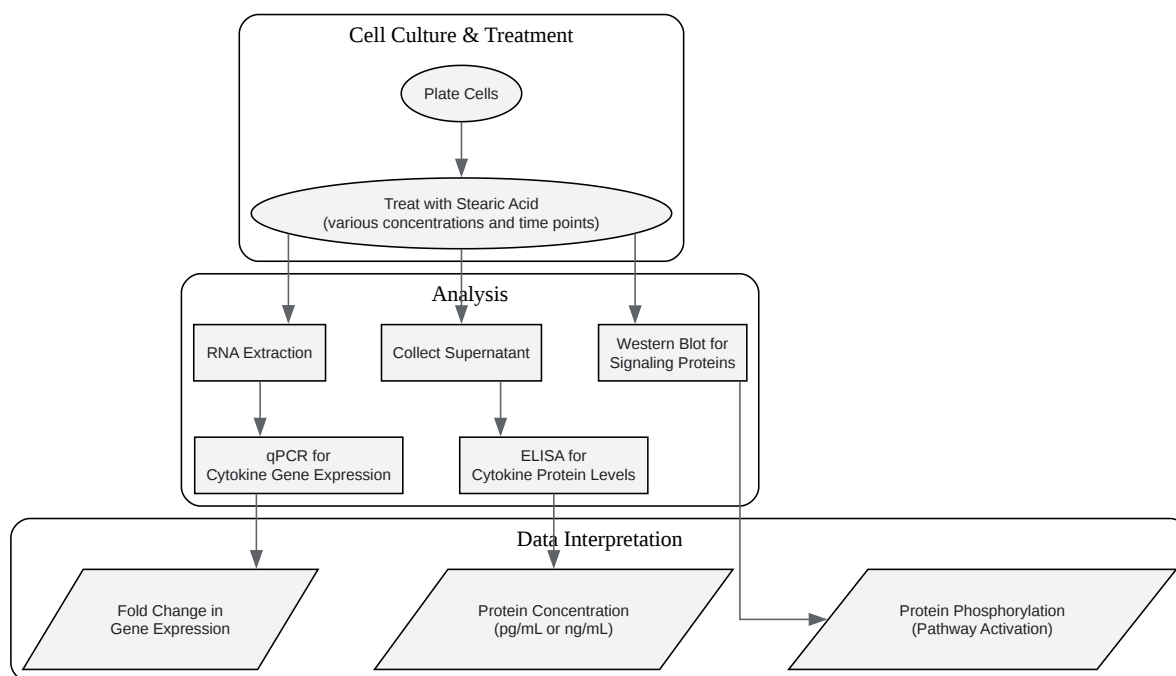 Cell Culture & Treatment
Plate Cells
Treat with Stearic Acid
(various concentrations and time points)
Analysis
RNA Extraction
Collect Supernatant
Western Blot for
Signaling Proteins
qPCR for
Cytokine Gene Expression
ELISA for
Cytokine Protein Levels
Data Interpretation
Fold Change in
Gene Expression
Protein Concentration
(pg/mL or ng/mL)
Protein Phosphorylation
(Pathway Activation)